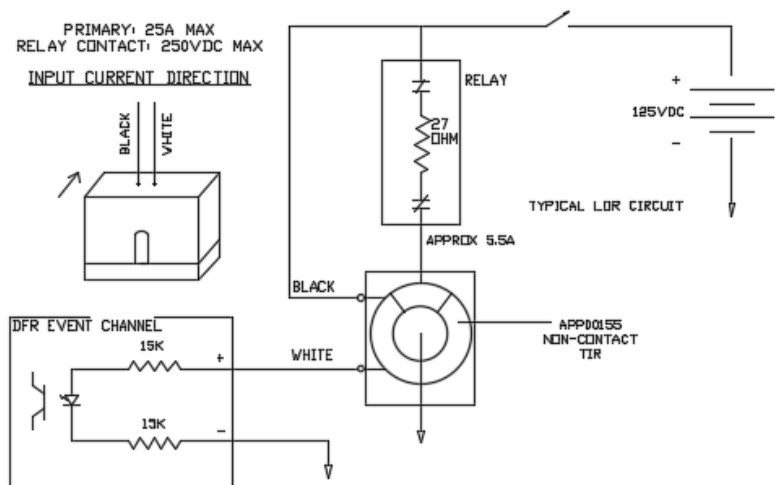 PRIMARY: 25A MAX
RELAY CONTACT: 250VDC MAX
INPUT CURRENT DIRECTION
BLACK
WHITE
RELAY
27
OHM
+
125VDC
-
TYPICAL LOR CIRCUIT
APPROX 5.5A
BLACK
WHITE
APPD0155
NON-CONTACT
TIR
DFR EVENT CHANNEL
15K
+
15K
-